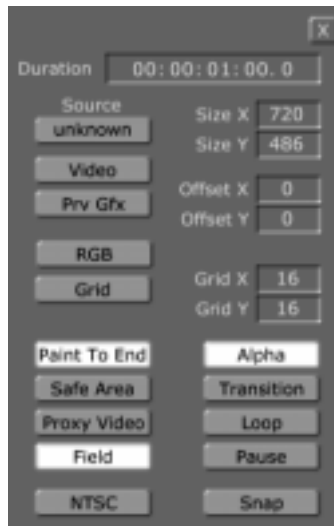 X
Duration 00:00:01:00. 0
Source
unknown
Size X 720
Size Y 486
Video
Prv Gfx
Offset X 0
Offset Y 0
RGB
Grid
Grid X 16
Grid Y 16
Paint To End Alpha
Safe Area Transition
Proxy Video Loop
Field Pause
NTSC Snap